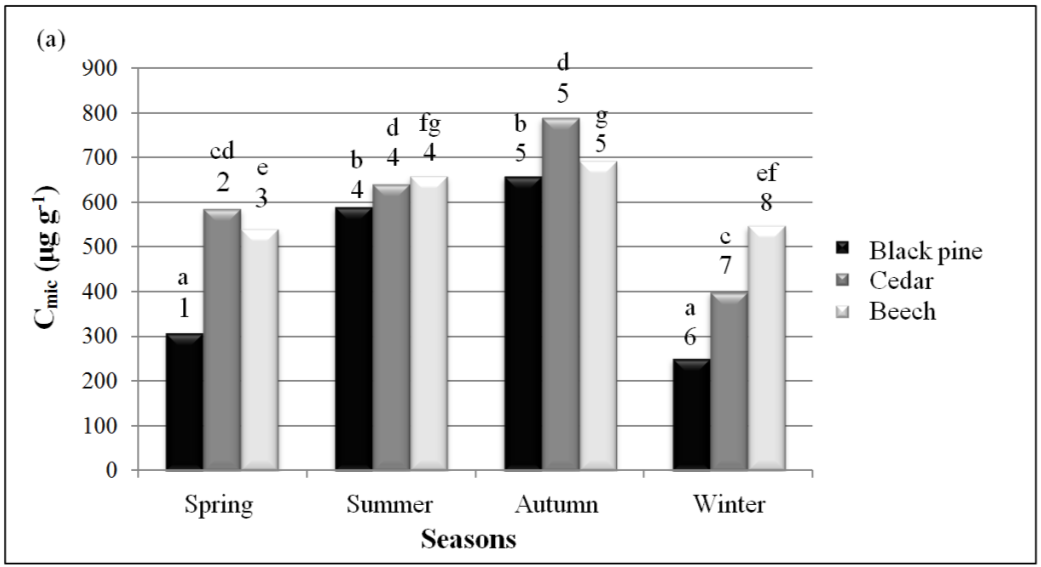 (a)
900
800
700
600
500
400
300
200
100
0
C_mic (µg g⁻¹)
a
1
cd
2
e
3
b
4
d
4
fg
4
b
5
d
5
g
5
a
6
c
7
ef
8
Spring Summer Autumn Winter
Seasons
Black pine
Cedar
Beech